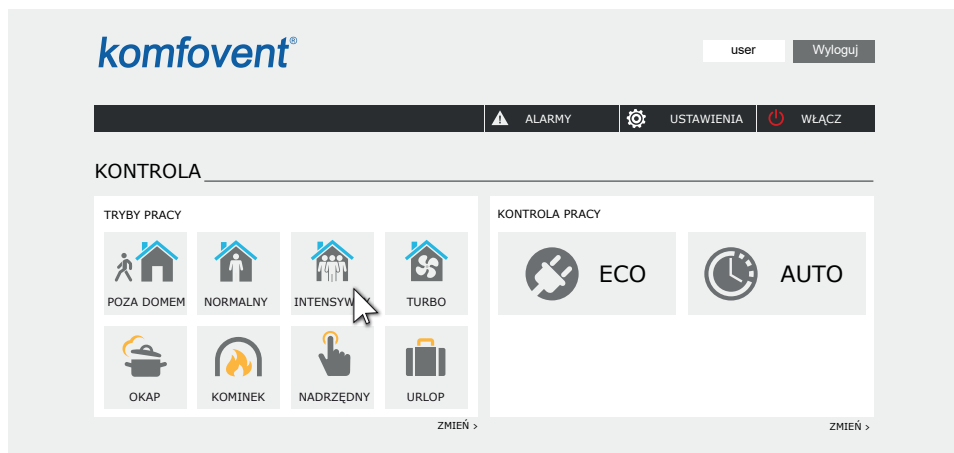 komfovent®
user
Wyloguj
ALARMY
USTAWIENIA
WŁĄCZ
KONTROLA
TRYBY PRACY
POZA DOMEM
NORMALNY
TURBO
OKAP
KOMINEK
NADRZĘDNY
URLOP
ZMIEŃ >
KONTROLA PRACY
ECO
AUTO
ZMIEŃ >